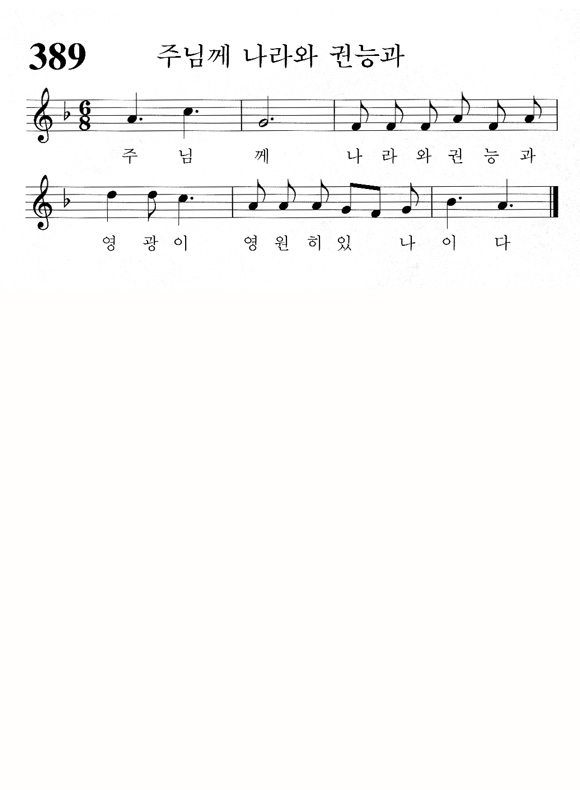 389 주님께 나라와 권능과
6
8
주 님 께 나 라 와 권 능 과
영 광 이 영 원 히 있 나 이 다